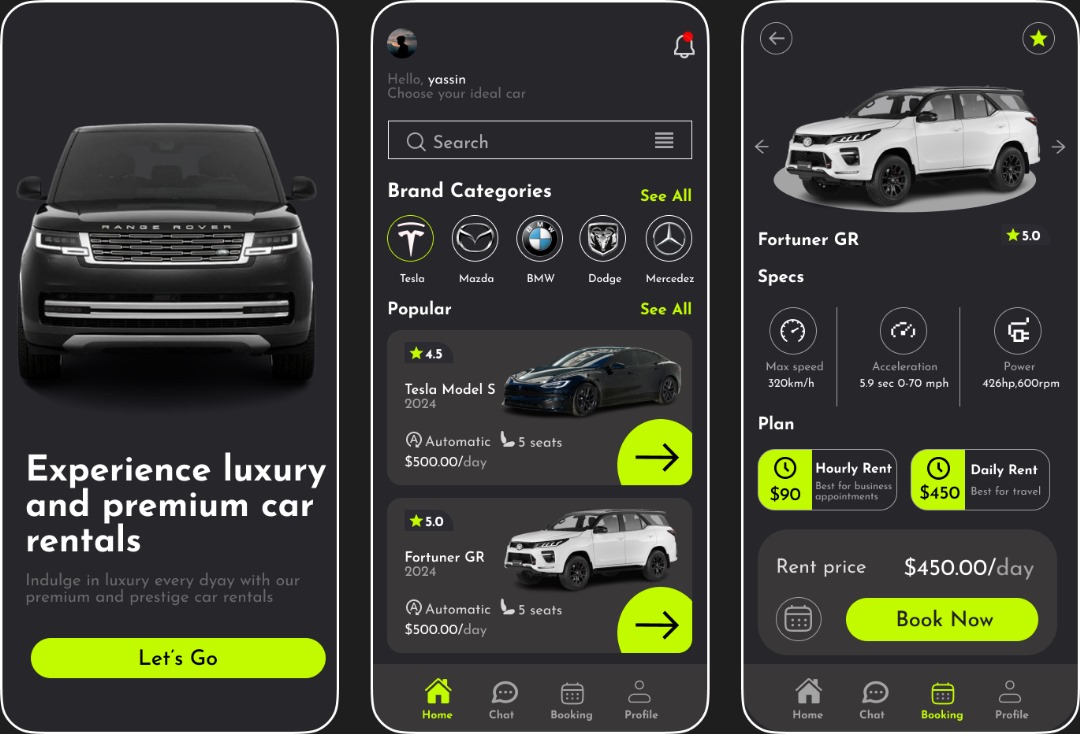 RANGE ROVER
Experience luxury
and premium car
rentals
Indulge in luxury every dyay with our
premium and prestige car rentals
Let's Go
Hello, yassin
Choose your ideal car
Search
Brand Categories
See All
BMW
Tesla
Mazda
BMW
Dodge
Mercedez
Popular
See All
4.5
Tesla Model S
2024
A Automatic
5 seats
$500.00/day
5.0
Fortuner GR
2024
A Automatic
5 seats
$500.00/day
Home
Chat
Booking
Profile
Fortuner GR
5.0
Specs
Max speed
320km/h
Acceleration
5.9 sec 0-70 mph
Power
426hp,600rpm
Plan
$90
Hourly Rent
Best for business
appointments
$450
Daily Rent
Best for travel
Rent price
$450.00/day
Book Now
Home
Chat
Booking
Profile